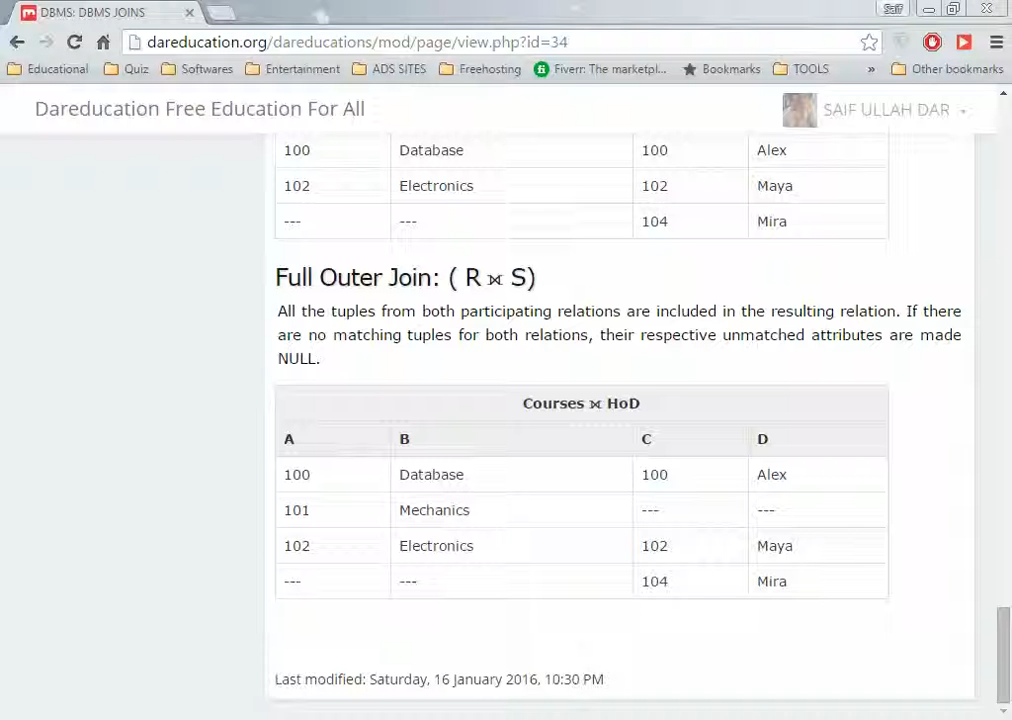 DBMS: DBMS JOINS
Saif
dareducation.org/dareducations/mod/page/view.php?id=34
Educational Quiz Softwares Entertainment ADS SITES Freehosting Fiverr: The marketpl... Bookmarks TOOLS » Other bookmarks
Dareducation Free Education For All SAIF ULLAH DAR
100 Database 100 Alex
102 Electronics 102 Maya
--- --- 104 Mira
Full Outer Join: ( R ⟗ S)
All the tuples from both participating relations are included in the resulting relation. If there
are no matching tuples for both relations, their respective unmatched attributes are made
NULL.
Courses ⟗ HoD
A B C D
100 Database 100 Alex
101 Mechanics --- ---
102 Electronics 102 Maya
--- --- 104 Mira
Last modified: Saturday, 16 January 2016, 10:30 PM